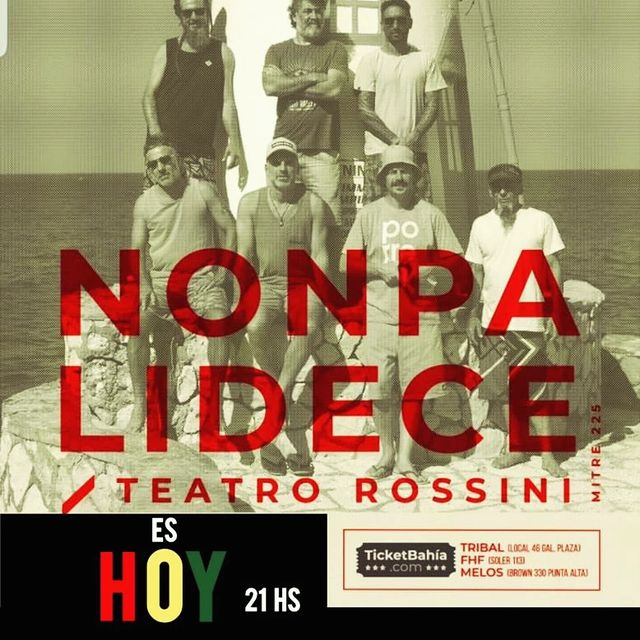 NONPA
LIDECE
TEATRO ROSSINI
MITRE 225
ES
HOY
21 HS
TicketBahía
.com
TRIBAL (LOCAL 46 GAL. PLAZA)
FHF (SOLER 113)
MELOS (BROWN 330 PUNTA ALTA)